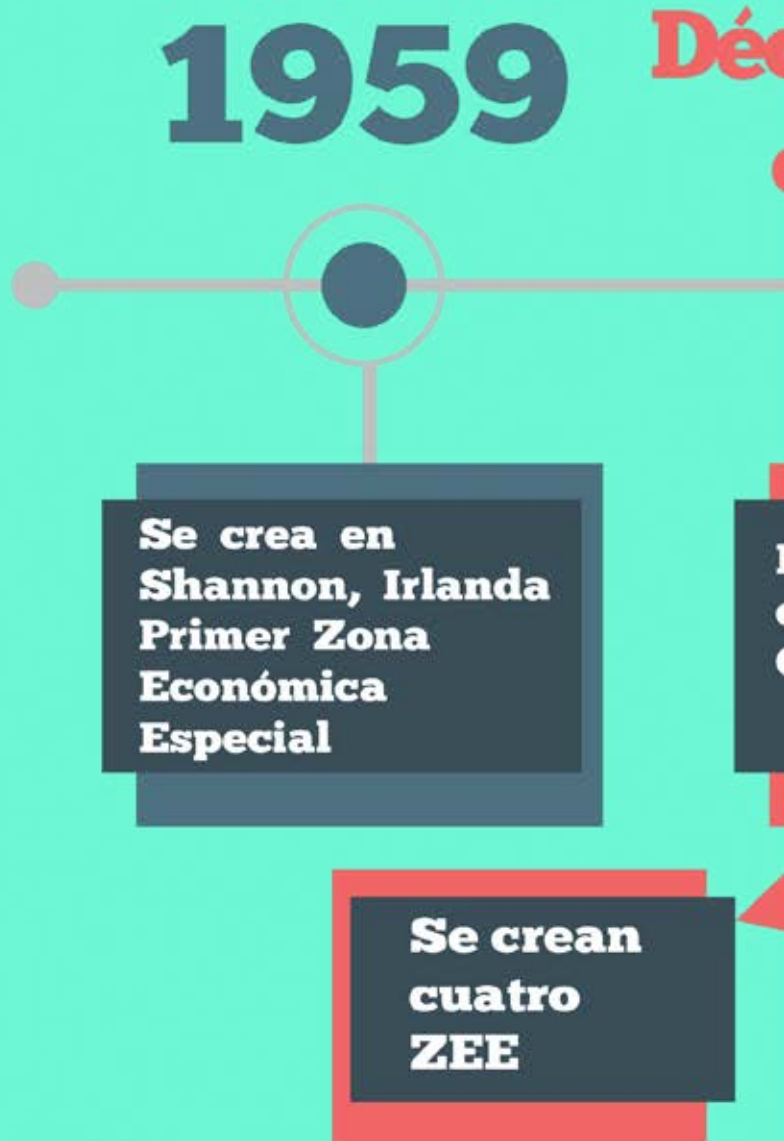 1959
Se crea en
Shannon, Irlanda
Primer Zona
Económica
Especial
Se crean
cuatro
ZEE